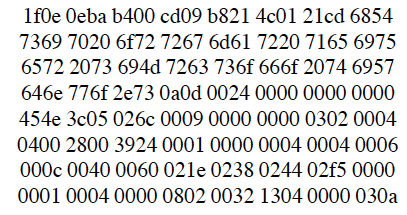 1f0e 0eba b400 cd09 b821 4c01 21cd 6854
7369 7020 6f72 7267 6d61 7220 7165 6975
6572 2073 694d 7263 736f 666f 2074 6957
646e 776f 2e73 0a0d 0024 0000 0000 0000
454e 3c05 026c 0009 0000 0000 0302 0004
0400 2800 3924 0001 0000 0004 0004 0006
000c 0040 0060 021e 0238 0244 02f5 0000
0001 0004 0000 0802 0032 1304 0000 030a